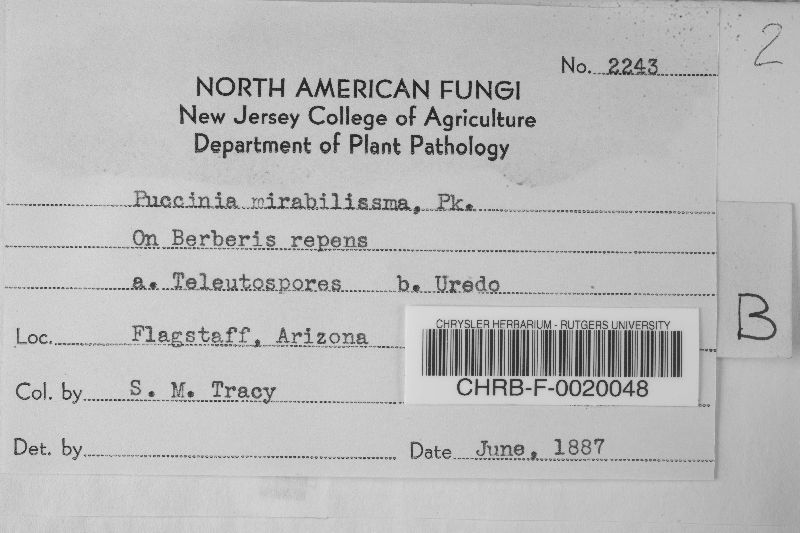 2
No. 2243
NORTH AMERICAN FUNGI
New Jersey College of Agriculture
Department of Plant Pathology
Puccinia mirabilissma, Pk.
On Berberis repens
a. Teleutospores b. Uredo
B
Loc. Flagstaff, Arizona
CHRYSLER HERBARIUM - RUTGERS UNIVERSITY
CHRB-F-0020048
Col. by S. M. Tracy
Det. by
Date June, 1887